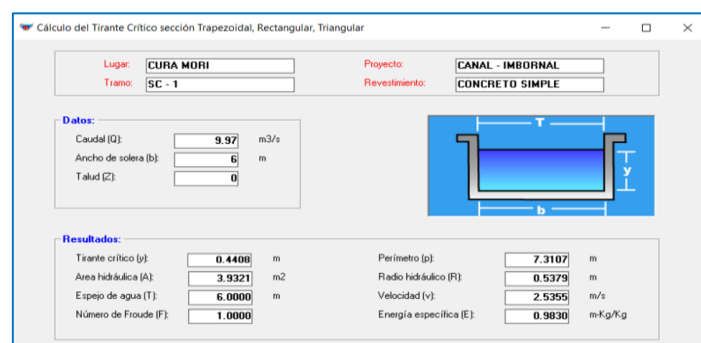 Cálculo del Tirante Crítico sección Trapezoidal, Rectangular, Triangular
Lugar: CURA MORI Proyecto: CANAL - IMBORNAL
Tramo: SC - 1 Revestimiento: CONCRETO SIMPLE
Datos:
Caudal (Q): 9.97 m3/s
Ancho de solera (b): 6 m
Talud (Z): 0
T
y
b
Resultados:
Tirante crítico (y): 0.4408 m Perímetro (p): 7.3107 m
Area hidráulica (A): 3.9321 m2 Radio hidráulico (R): 0.5379 m
Espejo de agua (T): 6.0000 m Velocidad (v): 2.5355 m/s
Número de Froude (F): 1.0000 Energía específica (E): 0.9830 m-Kg/Kg